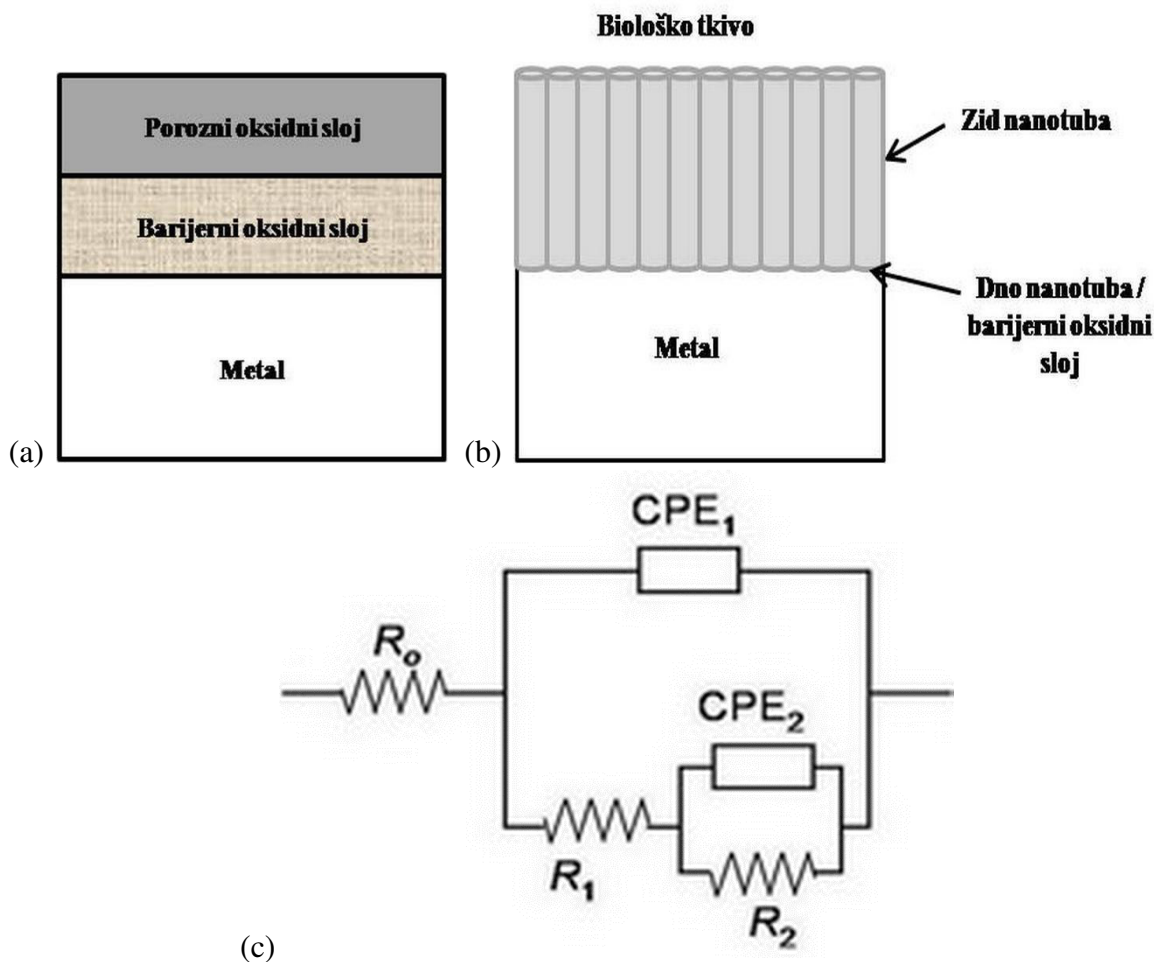 Biološko tkivo
Porozni oksidni sloj
Barijerni oksidni sloj
Metal
(a)
Zid nanotuba
Dno nanotuba /
barijerni oksidni
sloj
Metal
(b)
CPE1
Ro
CPE2
R1
R2
(c)